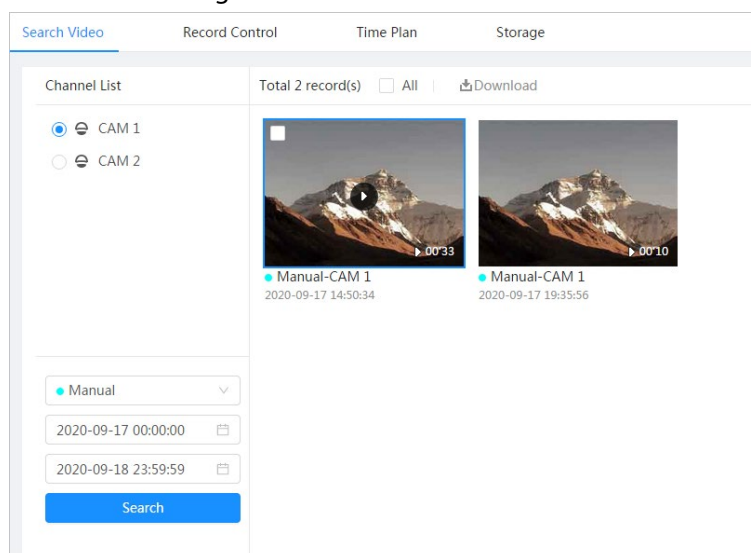 Search Video Record Control Time Plan Storage
Channel List
Total 2 record(s) All Download
CAM 1
CAM 2
00'33
00'10
Manual-CAM 1
2020-09-17 14:50:34
Manual-CAM 1
2020-09-17 19:35:56
Manual
2020-09-17 00:00:00
2020-09-18 23:59:59
Search